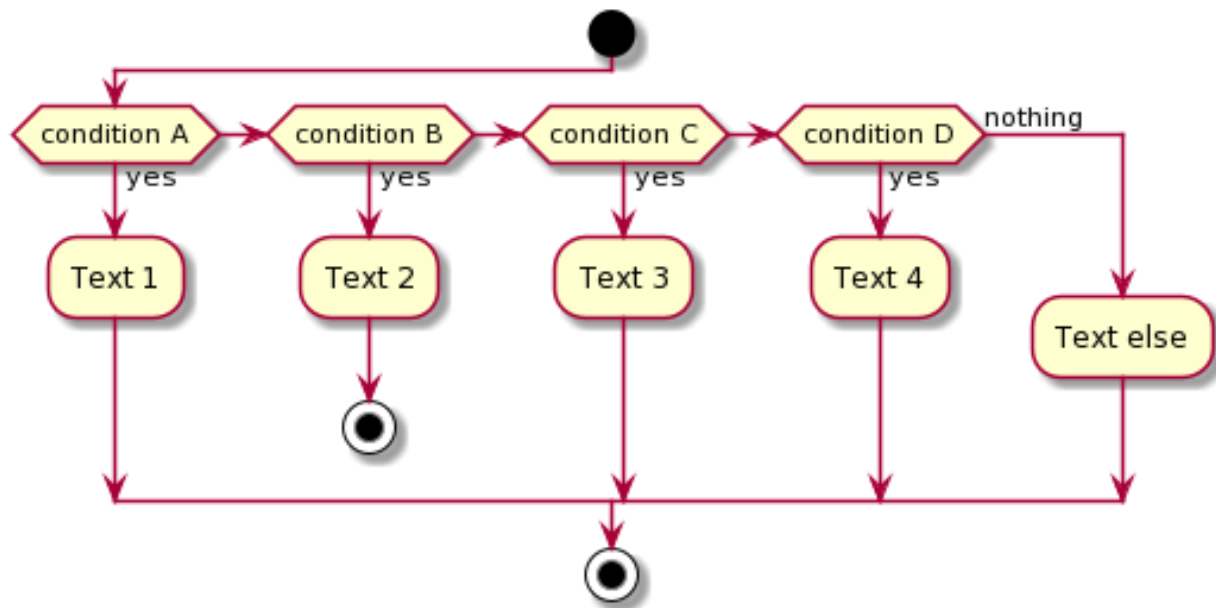 condition A
condition B
condition C
condition D
nothing
yes
yes
yes
yes
Text 1
Text 2
Text 3
Text 4
Text else